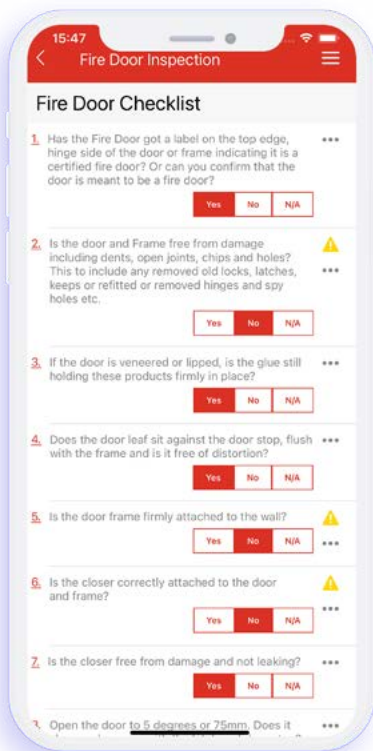 15:47
Fire Door Inspection
Fire Door Checklist
1. Has the Fire Door got a label on the top edge,
hinge side of the door or frame indicating it is a
certified fire door? Or can you confirm that the
door is meant to be a fire door?
Yes No N/A
2. Is the door and Frame free from damage
including dents, open joints, chips and holes?
This to include any removed old locks, latches,
keeps or refitted or removed hinges and spy
holes etc.
Yes No N/A
3. If the door is veneered or lipped, is the glue still
holding these products firmly in place?
Yes No N/A
4. Does the door leaf sit against the door stop, flush
with the frame and is it free of distortion?
Yes No N/A
5. Is the door frame firmly attached to the wall?
Yes No N/A
6. Is the closer correctly attached to the door
and frame?
Yes No N/A
7. Is the closer free from damage and not leaking?
Yes No N/A
Open the door to 5 degrees or 75mm. Does it